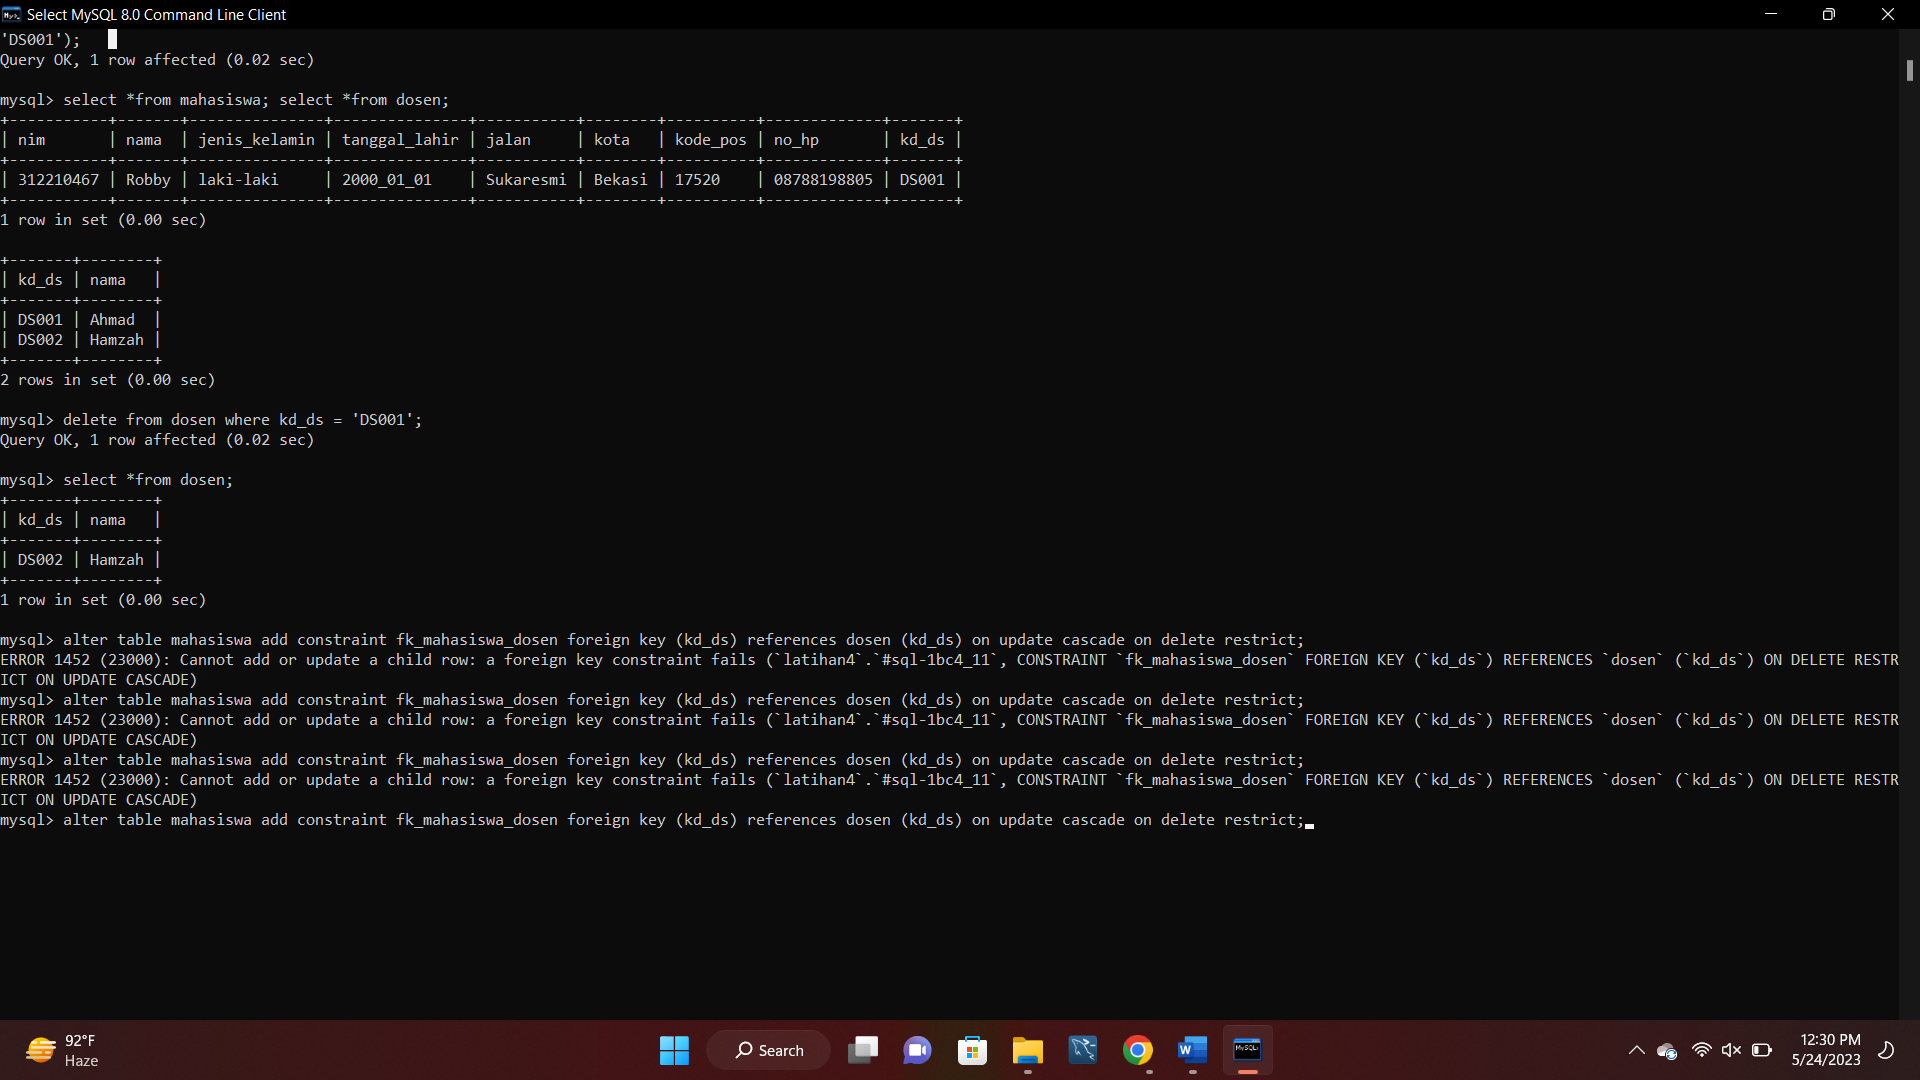 Select MySQL 8.0 Command Line Client
'DS001');
Query OK, 1 row affected (0.02 sec)
mysql> select *from mahasiswa; select *from dosen;
+-----------+-------+---------------+---------------+-----------+--------+----------+-------------+-------+
| nim       | nama  | jenis_kelamin | tanggal_lahir | jalan     | kota   | kode_pos | no_hp       | kd_ds |
+-----------+-------+---------------+---------------+-----------+--------+----------+-------------+-------+
| 312210467 | Robby | laki-laki     | 2000_01_01    | Sukaresmi | Bekasi | 17520    | 08788198805 | DS001 |
+-----------+-------+---------------+---------------+-----------+--------+----------+-------------+-------+
1 row in set (0.00 sec)
+-------+--------+
| kd_ds | nama   |
+-------+--------+
| DS001 | Ahmad  |
| DS002 | Hamzah |
+-------+--------+
2 rows in set (0.00 sec)
mysql> delete from dosen where kd_ds = 'DS001';
Query OK, 1 row affected (0.02 sec)
mysql> select *from dosen;
+-------+--------+
| kd_ds | nama   |
+-------+--------+
| DS002 | Hamzah |
+-------+--------+
1 row in set (0.00 sec)
mysql> alter table mahasiswa add constraint fk_mahasiswa_dosen foreign key (kd_ds) references dosen (kd_ds) on update cascade on delete restrict;
ERROR 1452 (23000): Cannot add or update a child row: a foreign key constraint fails (`latihan4`.`#sql-1bc4_11`, CONSTRAINT `fk_mahasiswa_dosen` FOREIGN KEY (`kd_ds`) REFERENCES `dosen` (`kd_ds`) ON DELETE RESTR
ICT ON UPDATE CASCADE)
mysql> alter table mahasiswa add constraint fk_mahasiswa_dosen foreign key (kd_ds) references dosen (kd_ds) on update cascade on delete restrict;
ERROR 1452 (23000): Cannot add or update a child row: a foreign key constraint fails (`latihan4`.`#sql-1bc4_11`, CONSTRAINT `fk_mahasiswa_dosen` FOREIGN KEY (`kd_ds`) REFERENCES `dosen` (`kd_ds`) ON DELETE RESTR
ICT ON UPDATE CASCADE)
mysql> alter table mahasiswa add constraint fk_mahasiswa_dosen foreign key (kd_ds) references dosen (kd_ds) on update cascade on delete restrict;
ERROR 1452 (23000): Cannot add or update a child row: a foreign key constraint fails (`latihan4`.`#sql-1bc4_11`, CONSTRAINT `fk_mahasiswa_dosen` FOREIGN KEY (`kd_ds`) REFERENCES `dosen` (`kd_ds`) ON DELETE RESTR
ICT ON UPDATE CASCADE)
mysql> alter table mahasiswa add constraint fk_mahasiswa_dosen foreign key (kd_ds) references dosen (kd_ds) on update cascade on delete restrict;
92°F
Haze
Search
W
MySQL
12:30 PM
5/24/2023